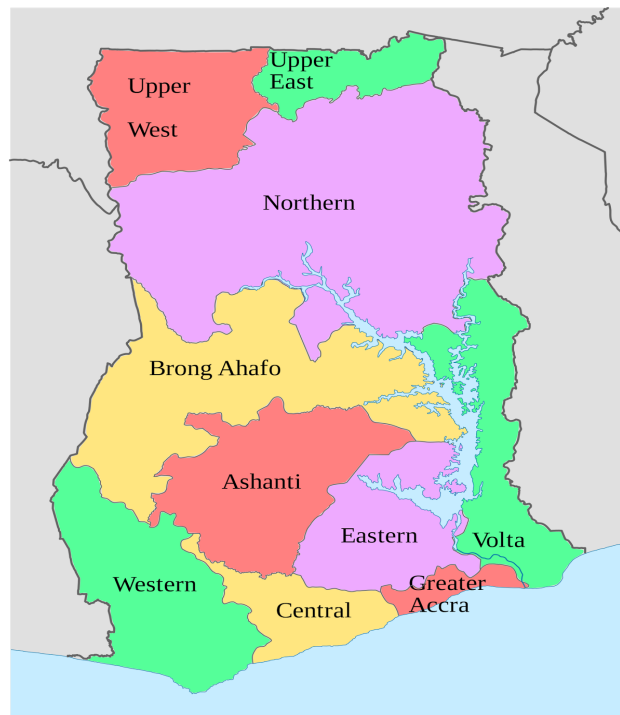 Upper
East
Upper
West
Northern
Brong Ahafo
Ashanti
Eastern
Volta
Western
Greater
Accra
Central